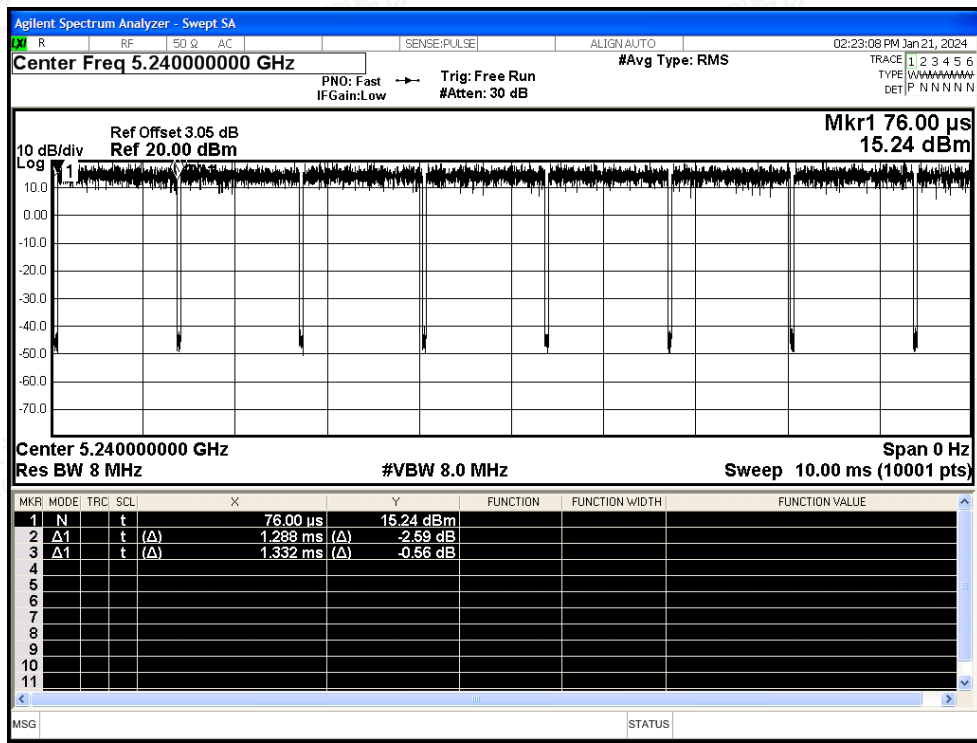 Agilent Spectrum Analyzer - Swept SA
LXI R RF 50 Ω AC SENSE:PULSE ALIGN AUTO 02:23:08 PM Jan 21, 2024
Center Freq 5.240000000 GHz
#Avg Type: RMS
TRACE 1 2 3 4 5 6
PNO: Fast Trig: Free Run
TYPE WWWWWW
IFGain:Low #Atten: 30 dB
DET P N N N N N
Mkr1 76.00 µs
Ref Offset 3.05 dB
10 dB/div Ref 20.00 dBm 15.24 dBm
Log
1
10.0
0.00
-10.0
-20.0
-30.0
-40.0
-50.0
-60.0
-70.0
Center 5.240000000 GHz Span 0 Hz
Res BW 8 MHz #VBW 8.0 MHz Sweep 10.00 ms (10001 pts)
MKR MODE TRC SCL X Y FUNCTION FUNCTION WIDTH FUNCTION VALUE
1 N t 76.00 µs 15.24 dBm
2 Δ1 t (Δ) 1.288 ms (Δ) -2.59 dB
3 Δ1 t (Δ) 1.332 ms (Δ) -0.56 dB
4
5
6
7
8
9
10
11
MSG STATUS